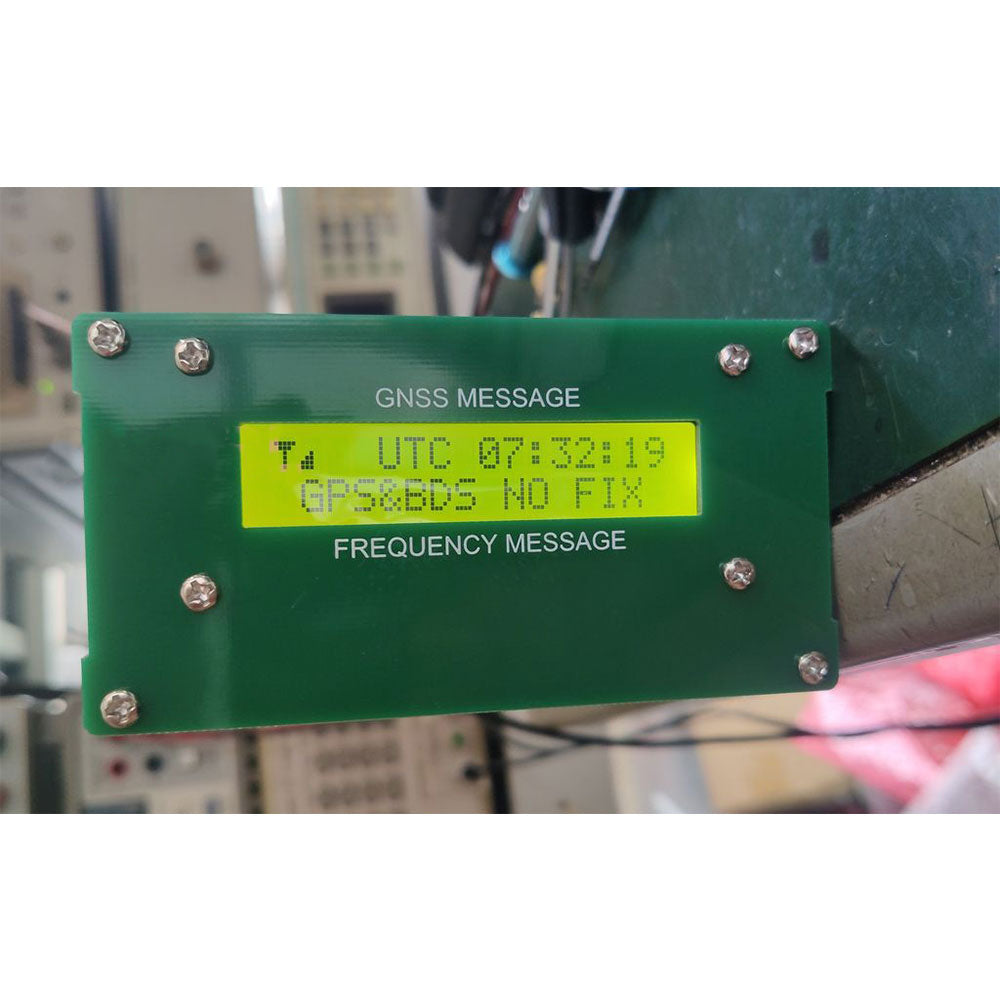 GNSS MESSAGE
UTC 07:32:19
GPS&BDS NO FIX
FREQUENCY MESSAGE